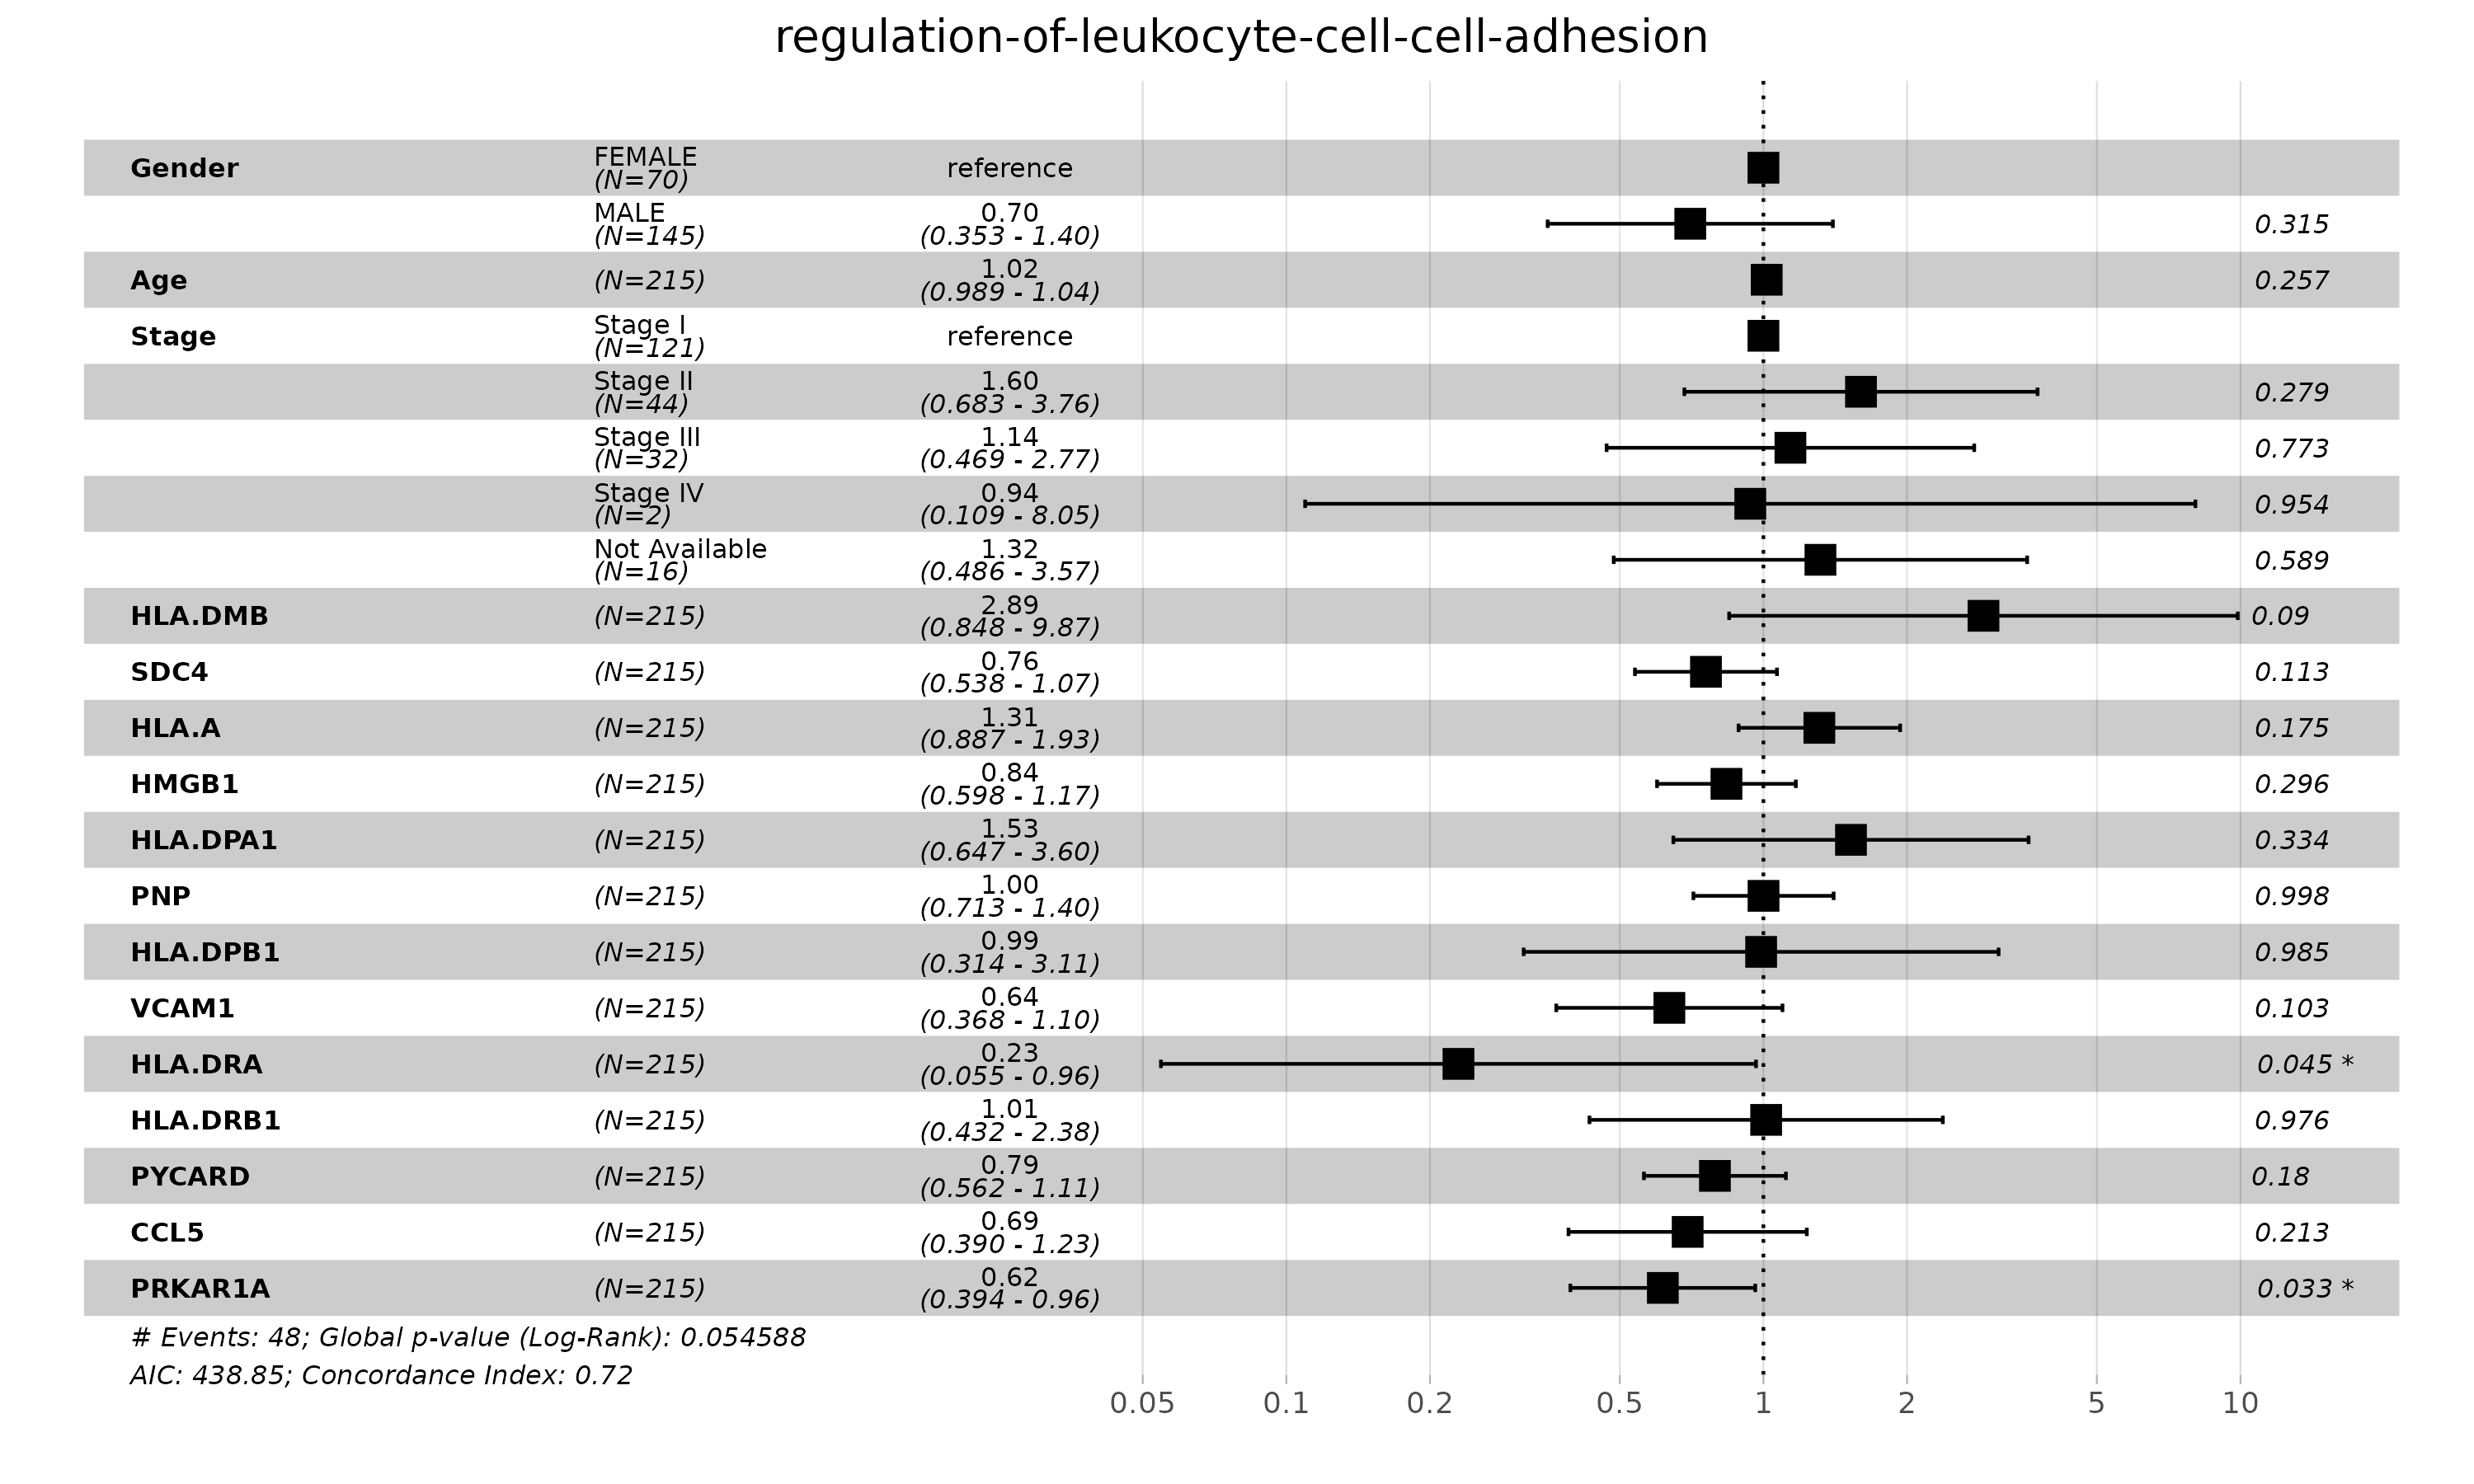 regulation-of-leukocyte-cell-cell-adhesion
Gender FEMALE (N=70) reference
MALE (N=145) 0.70 (0.353 - 1.40) 0.315
Age (N=215) 1.02 (0.989 - 1.04) 0.257
Stage Stage I (N=121) reference
Stage II (N=44) 1.60 (0.683 - 3.76) 0.279
Stage III (N=32) 1.14 (0.469 - 2.77) 0.773
Stage IV (N=2) 0.94 (0.109 - 8.05) 0.954
Not Available (N=16) 1.32 (0.486 - 3.57) 0.589
HLA.DMB (N=215) 2.89 (0.848 - 9.87) 0.09
SDC4 (N=215) 0.76 (0.538 - 1.07) 0.113
HLA.A (N=215) 1.31 (0.887 - 1.93) 0.175
HMGB1 (N=215) 0.84 (0.598 - 1.17) 0.296
HLA.DPA1 (N=215) 1.53 (0.647 - 3.60) 0.334
PNP (N=215) 1.00 (0.713 - 1.40) 0.998
HLA.DPB1 (N=215) 0.99 (0.314 - 3.11) 0.985
VCAM1 (N=215) 0.64 (0.368 - 1.10) 0.103
HLA.DRA (N=215) 0.23 (0.055 - 0.96) 0.045 *
HLA.DRB1 (N=215) 1.01 (0.432 - 2.38) 0.976
PYCARD (N=215) 0.79 (0.562 - 1.11) 0.18
CCL5 (N=215) 0.69 (0.390 - 1.23) 0.213
PRKAR1A (N=215) 0.62 (0.394 - 0.96) 0.033 *
# Events: 48; Global p-value (Log-Rank): 0.054588
AIC: 438.85; Concordance Index: 0.72
0.05 0.1 0.2 0.5 1 2 5 10